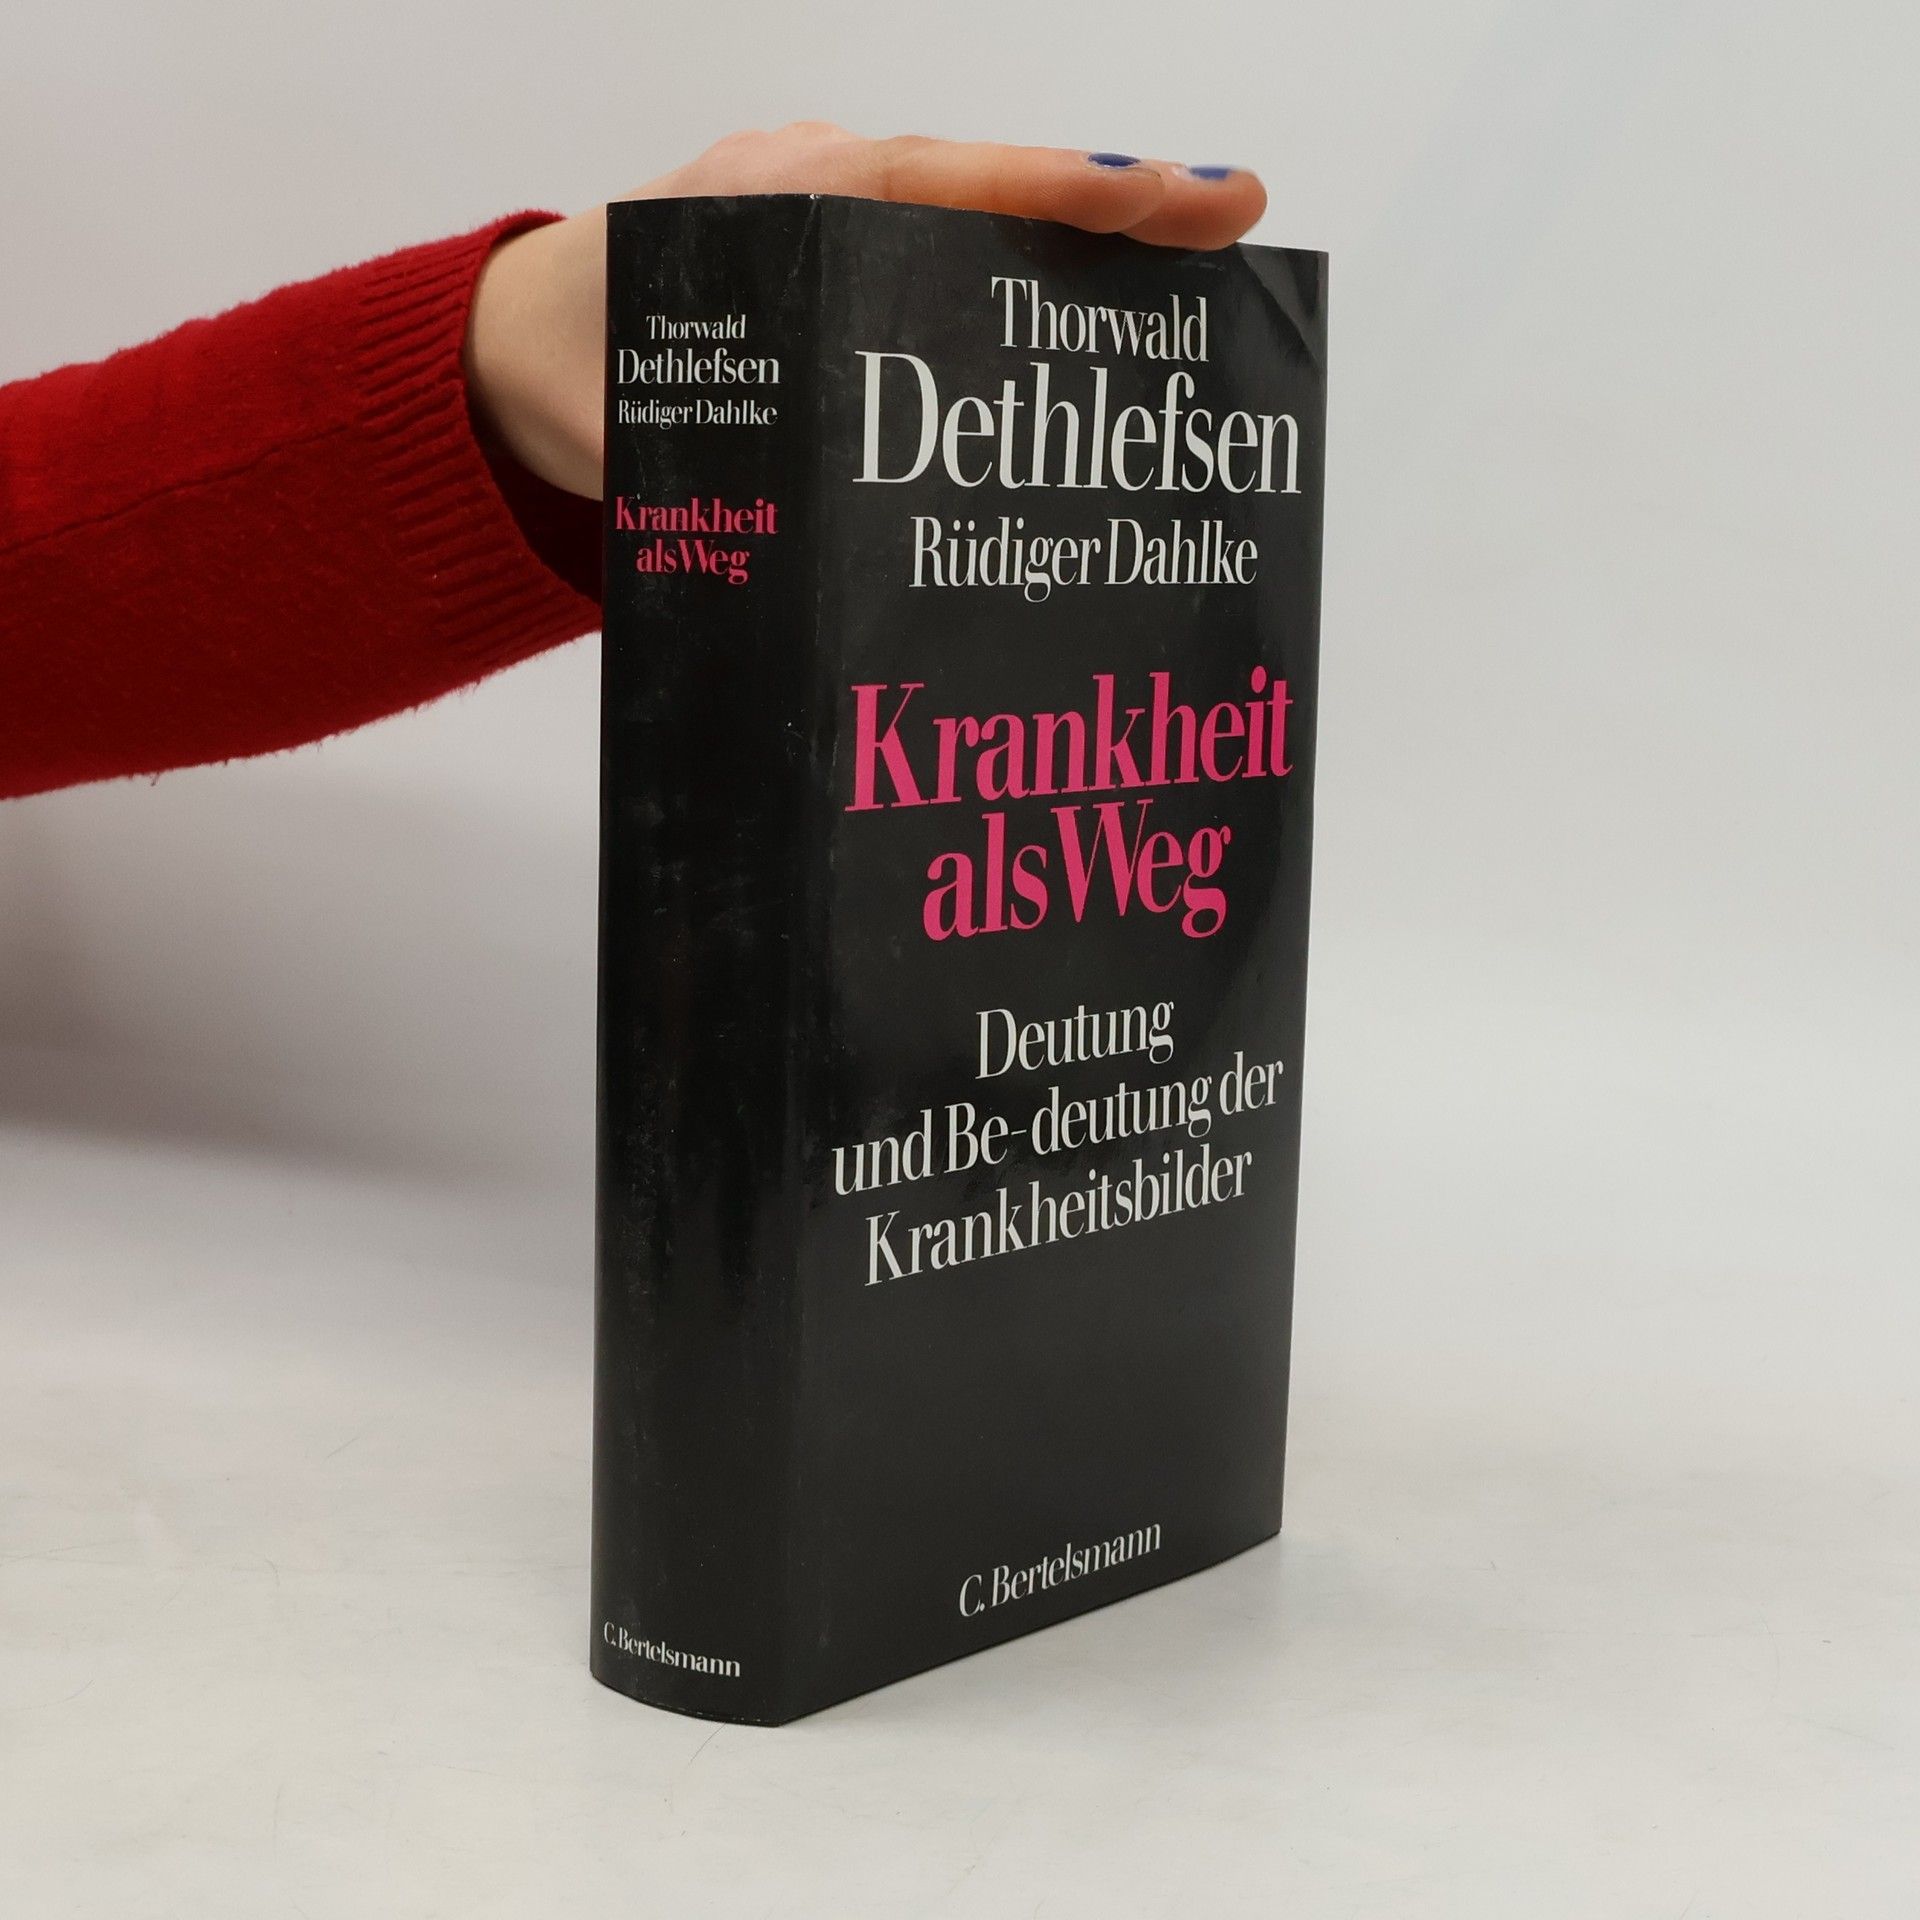 Thorwald
Dethlefsen
Rüdiger Dahlke
Krankheit
als Weg
C. Bertelsmann
Thorwald
Dethlefsen
Rüdiger Dahlke
Krankheit
als Weg
Deutung
und Be-deutung der
Krankheitsbilder
C. Bertelsmann